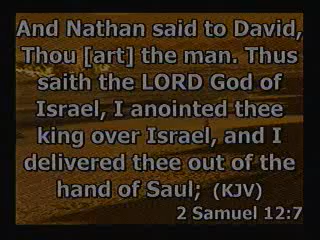 And Nathan said to David,
Thou [art] the man. Thus
saith the LORD God of
Israel, I anointed thee
king over Israel, and I
delivered thee out of the
hand of Saul; (KJV)
2 Samuel 12:7